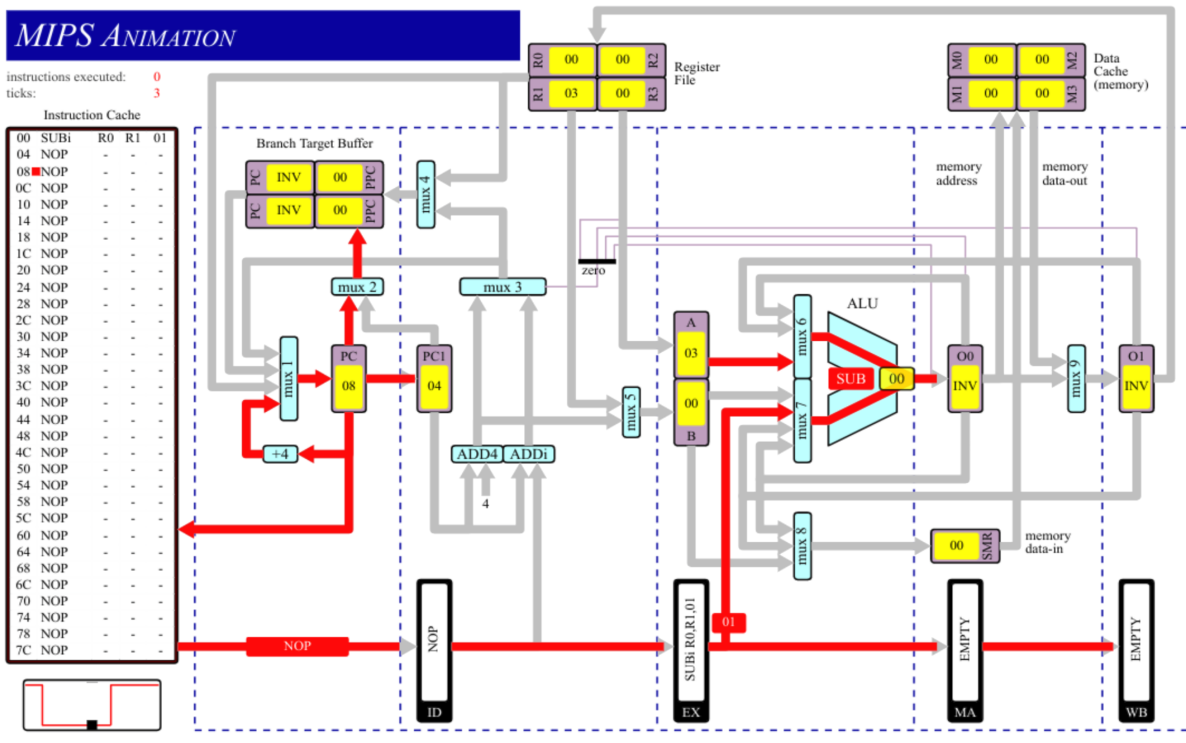 MIPS ANIMATION
instructions executed: 0
ticks: 3
Instruction Cache
00 SUBi R0 R1 01
04 NOP - - -
08 NOP - - -
0C NOP - - -
10 NOP - - -
14 NOP - - -
18 NOP - - -
1C NOP - - -
20 NOP - - -
24 NOP - - -
28 NOP - - -
2C NOP - - -
30 NOP - - -
34 NOP - - -
38 NOP - - -
3C NOP - - -
40 NOP - - -
44 NOP - - -
48 NOP - - -
4C NOP - - -
50 NOP - - -
54 NOP - - -
58 NOP - - -
5C NOP - - -
60 NOP - - -
64 NOP - - -
68 NOP - - -
6C NOP - - -
70 NOP - - -
74 NOP - - -
78 NOP - - -
7C NOP - - -
R0 00 00 R2
R1 03 00 R3
Register
File
M0 00 00 M2
M1 00 00 M3
Data
Cache
(memory)
Branch Target Buffer
PC INV 00 PPC
PC INV 00 PPC
mux 4
memory
address
memory
data-out
zero
mux 2
mux 3
mux 1
PC
08
PC1
04
+4
ADD4
ADDi
4
mux 5
A
03
00
B
mux 6
mux 7
ALU
SUB
00
O0
INV
mux 9
O1
INV
mux 8
00 SMR
memory
data-in
NOP
NOP
ID
SUBi R0,R1,01
EX
01
EMPTY
MA
EMPTY
WB